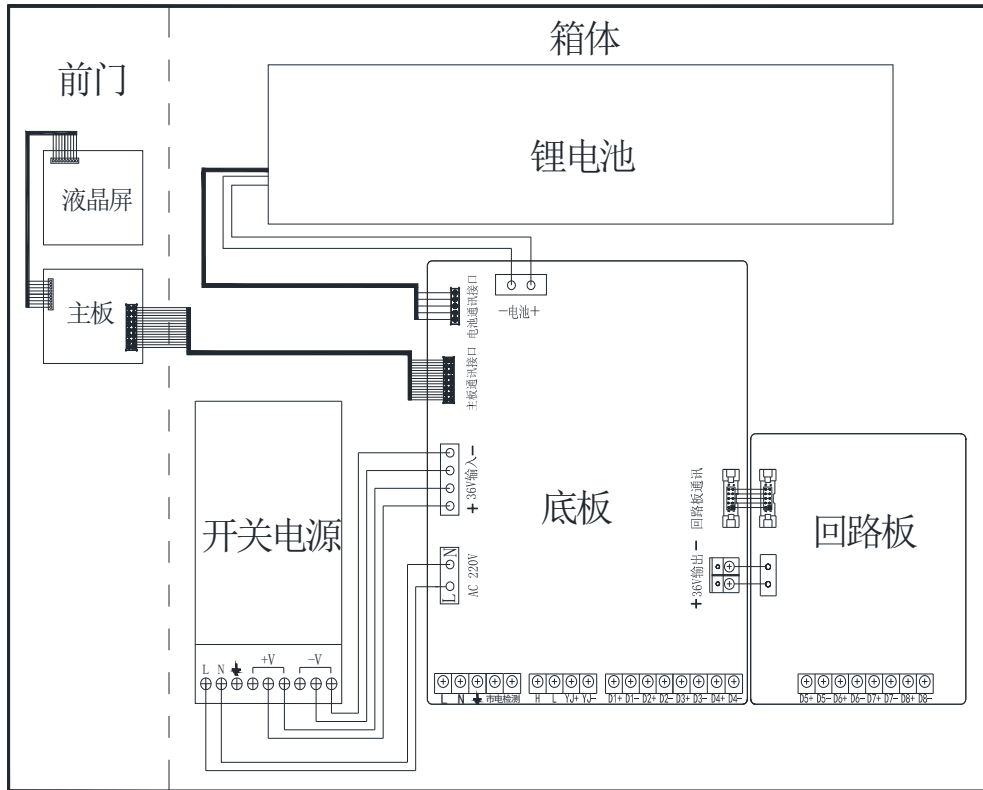 箱体
前门
锂电池
液晶屏
主板
电池通讯接口
－电池＋
主板通讯接口
＋36V输入－
底板
回路板通讯
回路板
开关电源
L N AC 220V
＋36V输出－
L N +V -V
L N 市电检测 H L YJ+ YJ- D1+ D1- D2+ D2- D3+ D3- D4+ D4-
D5+ D5- D6+ D6- D7+ D7- D8+ D8-